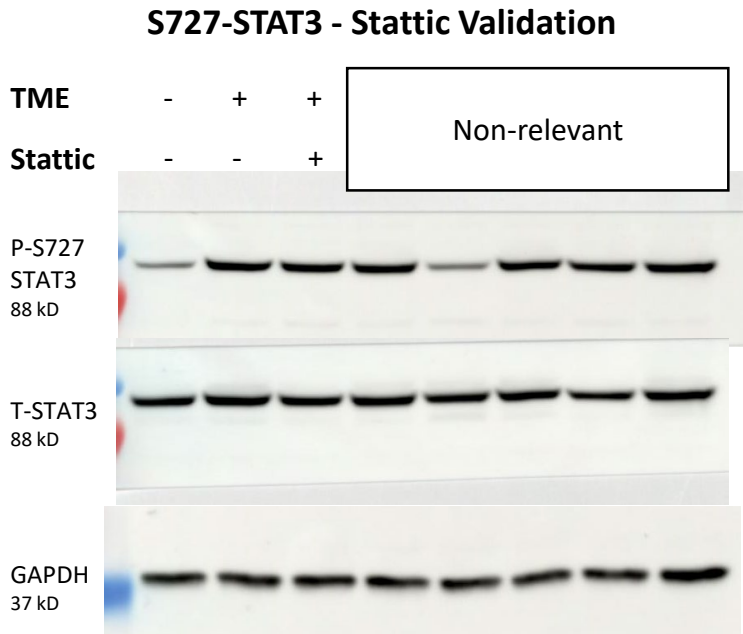 S727-STAT3 - Stattic Validation
TME - + +
Non-relevant
Stattic - - +
P-S727
STAT3
88 kD
T-STAT3
88 kD
GAPDH
37 kD